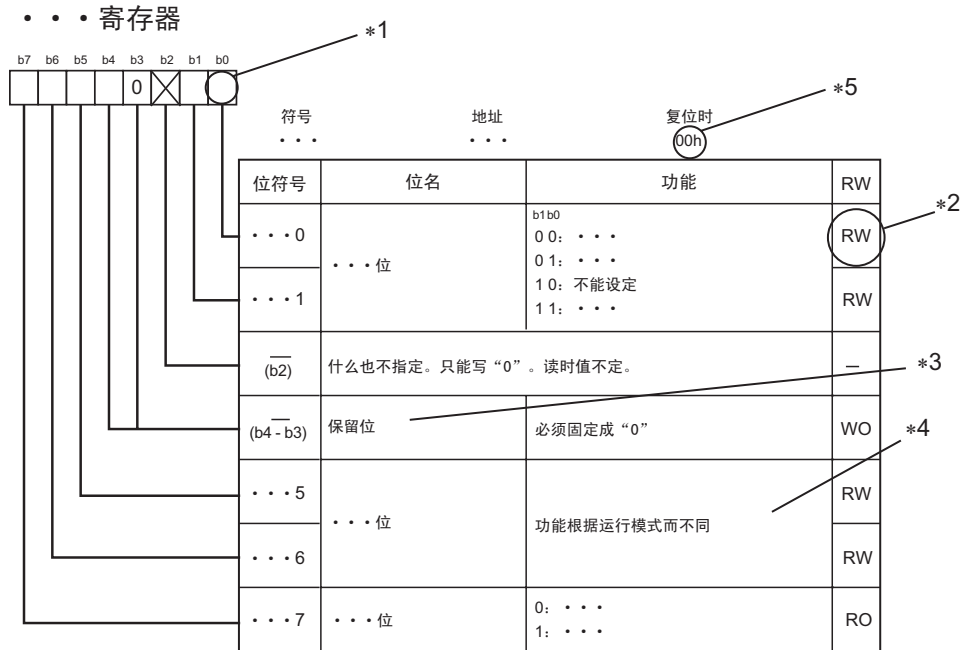 ・・・寄存器
*1
b7 b6 b5 b4 b3 b2 b1 b0
0
*5
符号 地址 复位时
・・・ ・・・ 00h
位符号 位名 功能 RW
*2
・・・0 ・・・位 b1b0 RW
0 0：・・・
0 1：・・・
1 0：不能设定
1 1：・・・
・・・1 RW
(b2) 什么也不指定。只能写“0”。读时值不定。 —
*3
(b4 - b3) 保留位 必须固定成“0” WO
*4
・・・5 ・・・位 功能根据运行模式而不同 RW
・・・6 RW
・・・7 ・・・位 0：・・・ RO
1：・・・